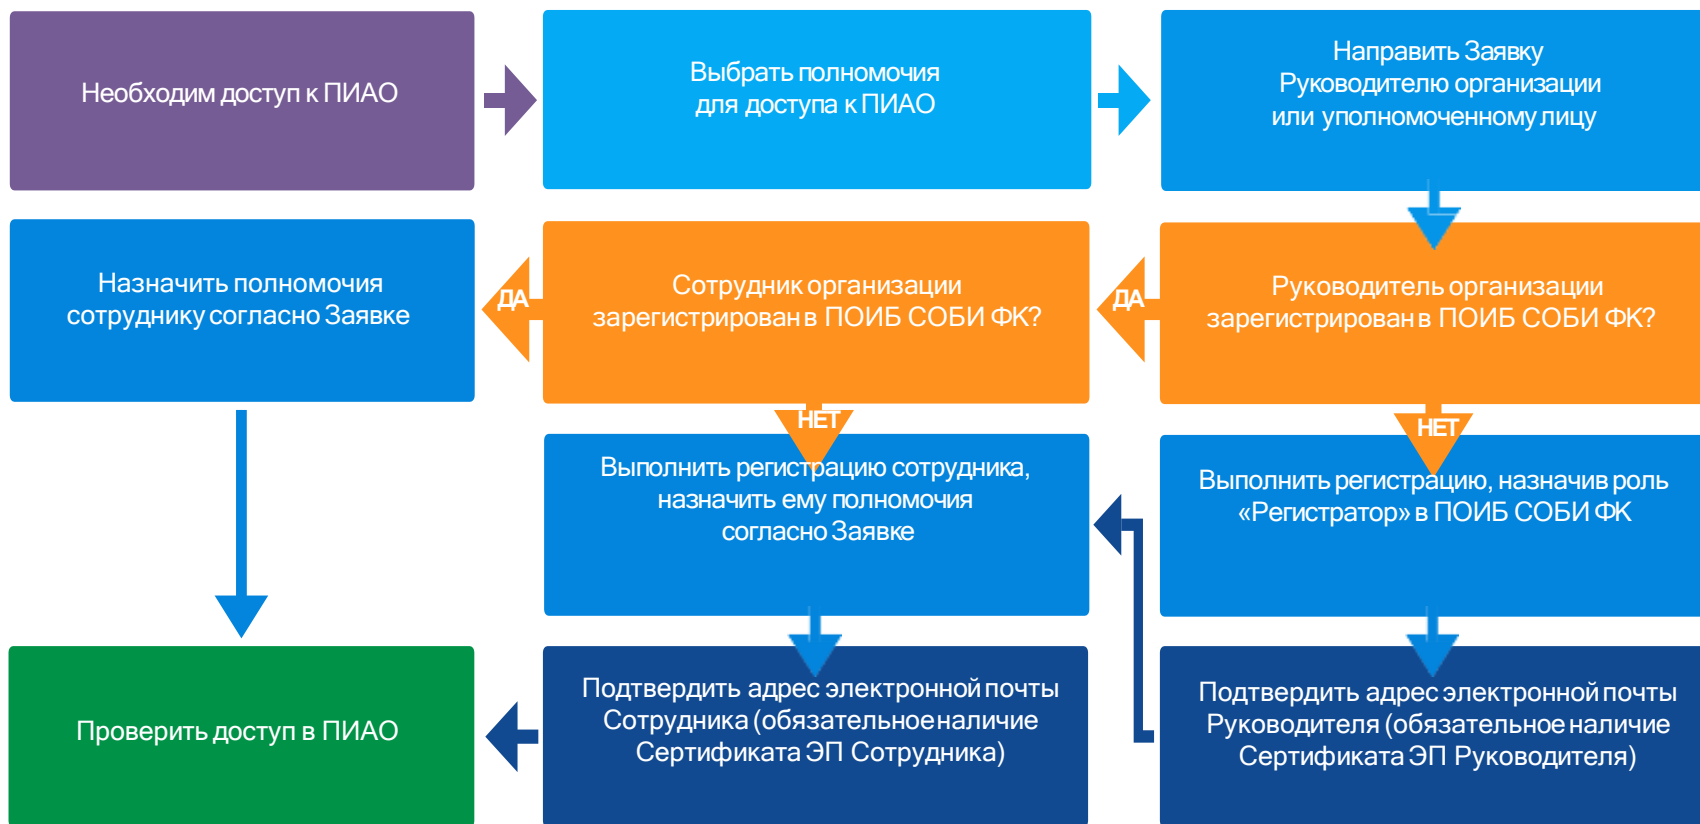 Необходим доступ к ПИАО
Выбрать полномочия
для доступа к ПИАО
Направить Заявку
Руководителю организации
или уполномоченному лицу
Назначить полномочия
сотруднику согласно Заявке
ДА
Сотрудник организации
зарегистрирован в ПОИБ СОБИ ФК?
ДА
Руководитель организации
зарегистрирован в ПОИБ СОБИ ФК?
НЕТ
НЕТ
Выполнить регистрацию сотрудника,
назначить ему полномочия
согласно Заявке
Выполнить регистрацию, назначив роль
«Регистратор» в ПОИБ СОБИ ФК
Проверить доступ в ПИАО
Подтвердить адрес электронной почты
Сотрудника (обязательное наличие
Сертификата ЭП Сотрудника)
Подтвердить адрес электронной почты
Руководителя (обязательное наличие
Сертификата ЭП Руководителя)